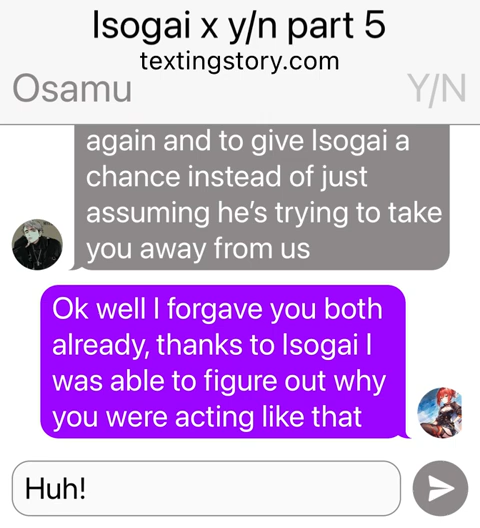 Isogai x y/n part 5
textingstory.com
Osamu Y/N
again and to give Isogai a
chance instead of just
assuming he’s trying to take
you away from us
Ok well I forgave you both
already, thanks to Isogai I
was able to figure out why
you were acting like that
Huh!